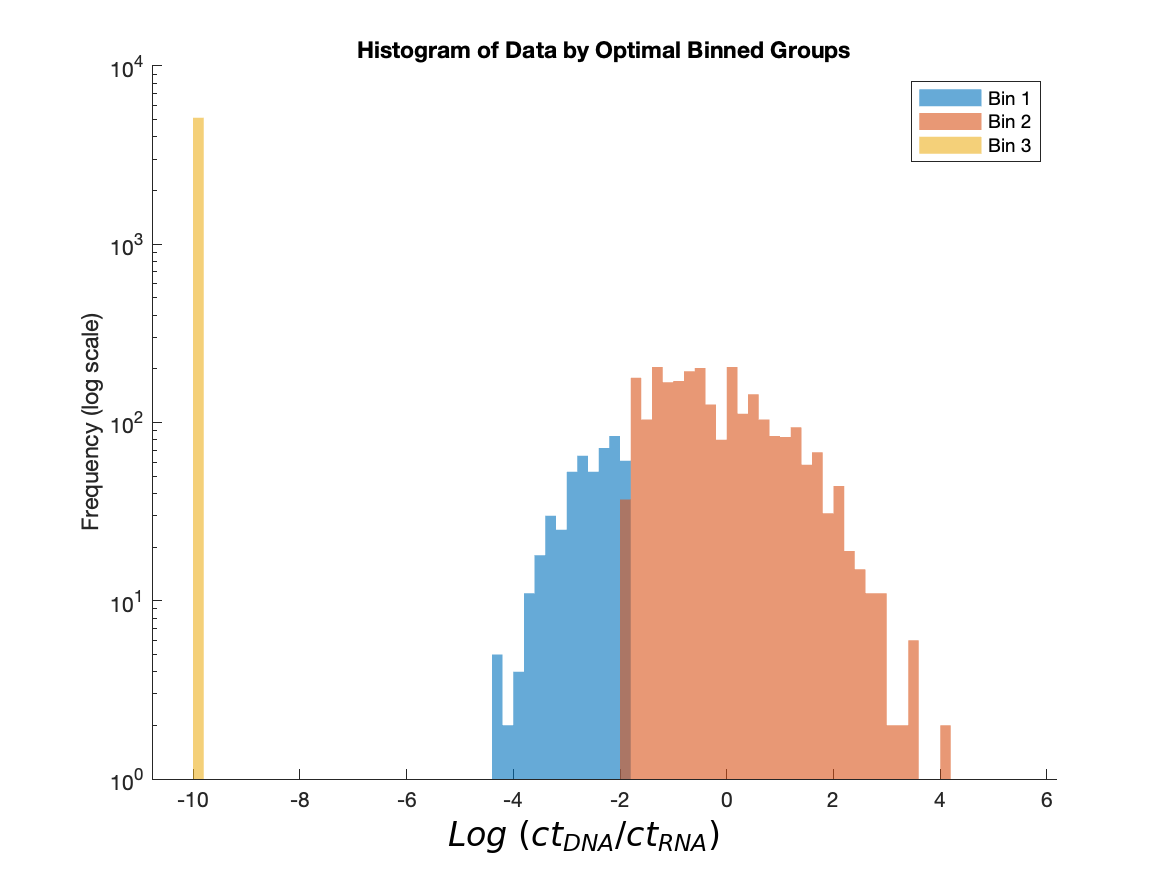 Histogram of Data by Optimal Binned Groups
Bin 1
Bin 2
Bin 3
10^4
10^3
10^2
10^1
10^0
Frequency (log scale)
-10 -8 -6 -4 -2 0 2 4 6
Log (ct_DNA/ct_RNA)